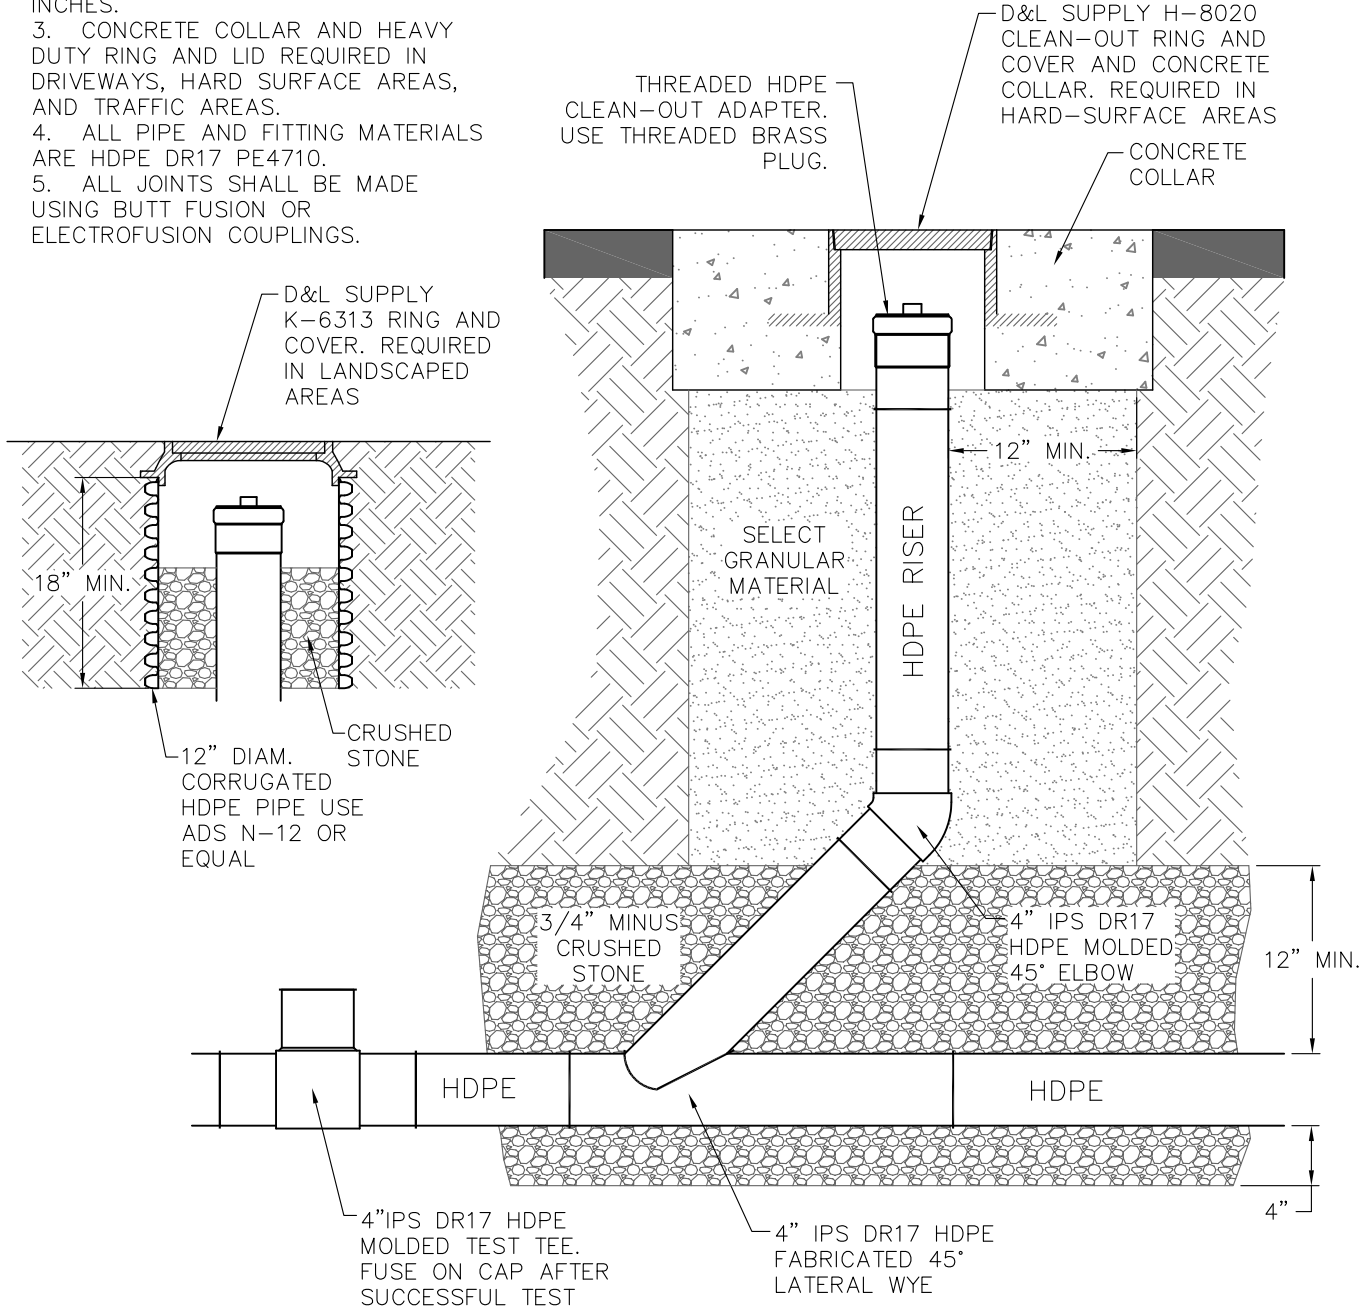 INCHES.
3. CONCRETE COLLAR AND HEAVY
DUTY RING AND LID REQUIRED IN
DRIVEWAYS, HARD SURFACE AREAS,
AND TRAFFIC AREAS.
4. ALL PIPE AND FITTING MATERIALS
ARE HDPE DR17 PE4710.
5. ALL JOINTS SHALL BE MADE
USING BUTT FUSION OR
ELECTROFUSION COUPLINGS.
THREADED HDPE
CLEAN-OUT ADAPTER.
USE THREADED BRASS
PLUG.
D&L SUPPLY H-8020
CLEAN-OUT RING AND
COVER AND CONCRETE
COLLAR. REQUIRED IN
HARD-SURFACE AREAS
CONCRETE
COLLAR
D&L SUPPLY
K-6313 RING AND
COVER. REQUIRED
IN LANDSCAPED
AREAS
12" MIN.
SELECT
GRANULAR
MATERIAL
HDPE RISER
18" MIN.
CRUSHED
STONE
12" DIAM.
CORRUGATED
HDPE PIPE USE
ADS N-12 OR
EQUAL
3/4" MINUS
CRUSHED
STONE
4" IPS DR17
HDPE MOLDED
45° ELBOW
12" MIN.
HDPE
HDPE
4"
4"IPS DR17 HDPE
MOLDED TEST TEE.
FUSE ON CAP AFTER
SUCCESSFUL TEST
4" IPS DR17 HDPE
FABRICATED 45°
LATERAL WYE